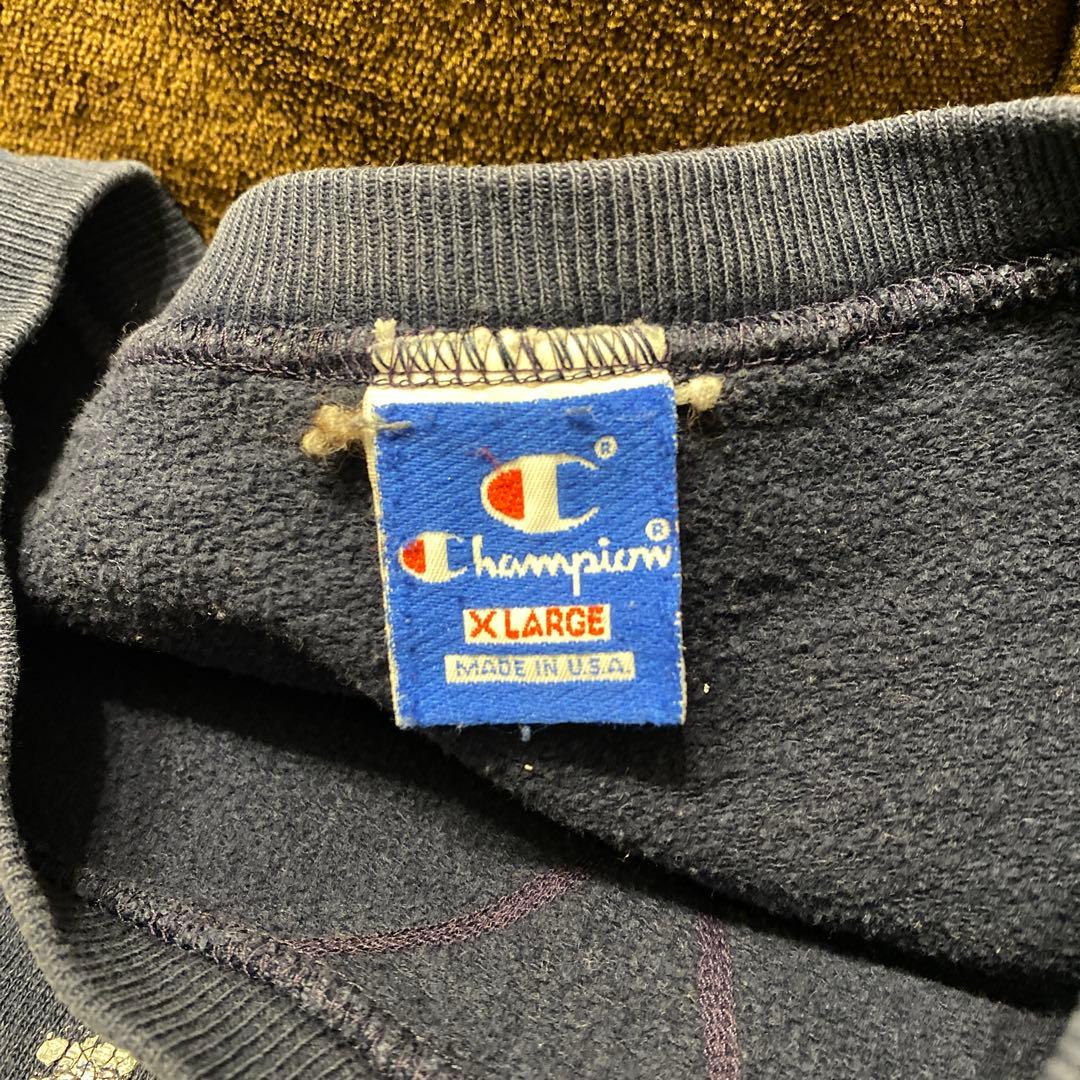 ®
Champion®
X LARGE
MADE IN U.S.A.